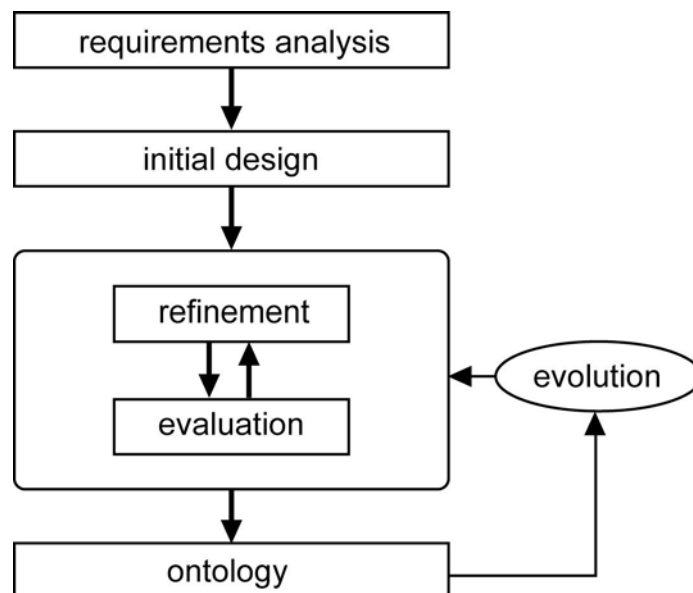 requirements analysis
initial design
refinement
evaluation
evolution
ontology